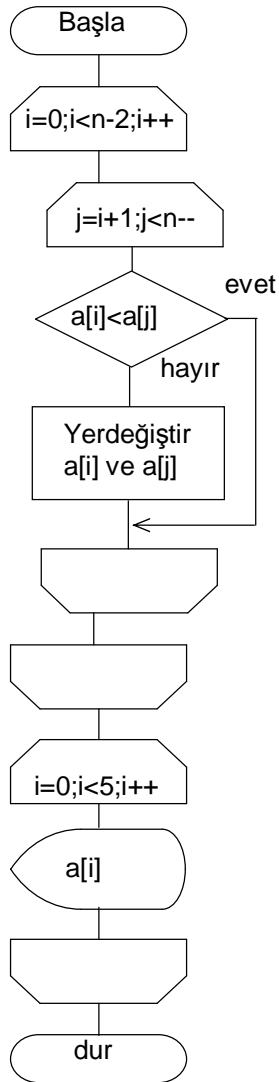 Başla
i=0;i<n-2;i++
j=i+1;j<n--
evet
a[i]<a[j]
hayır
Yerdeğiştir
a[i] ve a[j]
i=0;i<5;i++
a[i]
dur